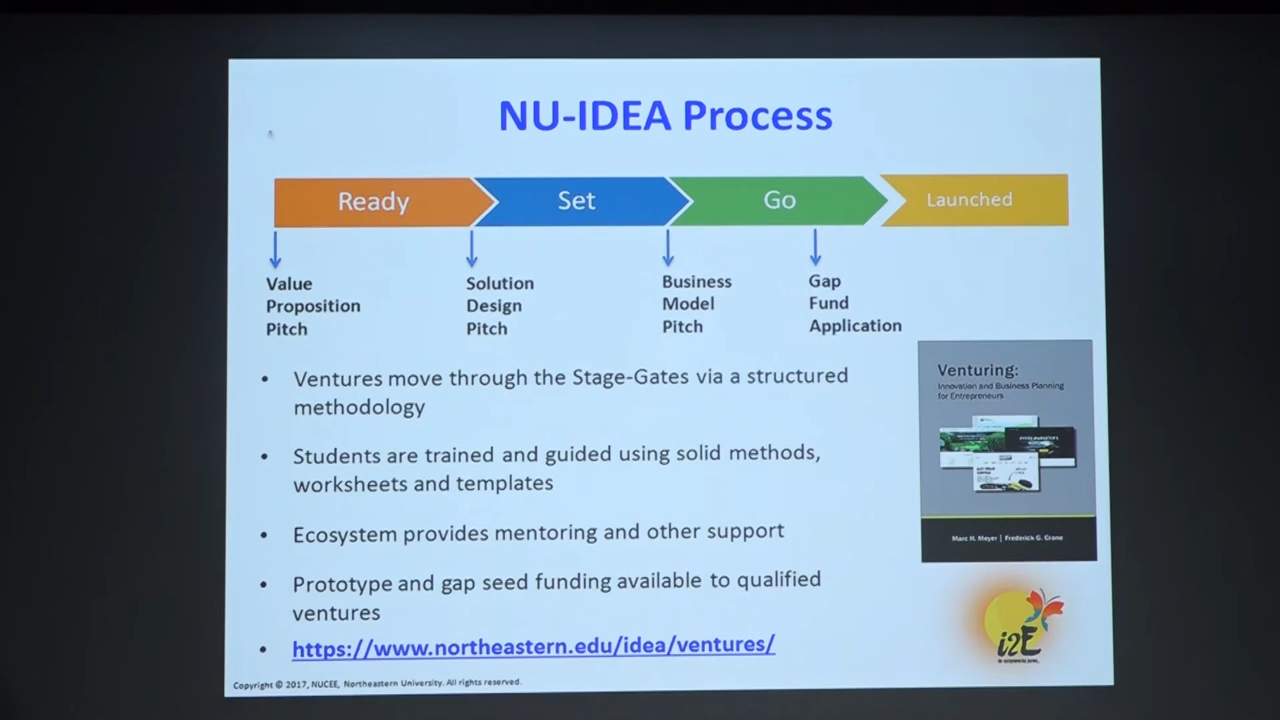 NU-IDEA Process
Ready
Set
Go
Launched
Value
Proposition
Pitch
Solution
Design
Pitch
Business
Model
Pitch
Gap
Fund
Application
• Ventures move through the Stage-Gates via a structured
methodology
• Students are trained and guided using solid methods,
worksheets and templates
• Ecosystem provides mentoring and other support
• Prototype and gap seed funding available to qualified
ventures
• https://www.northeastern.edu/idea/ventures/
Venturing:
Innovation and Business Planning
for Entrepreneurs
Marc H. Meyer | Frederick G. Crane
i2E
Copyright © 2017, NUCEE, Northeastern University. All rights reserved.